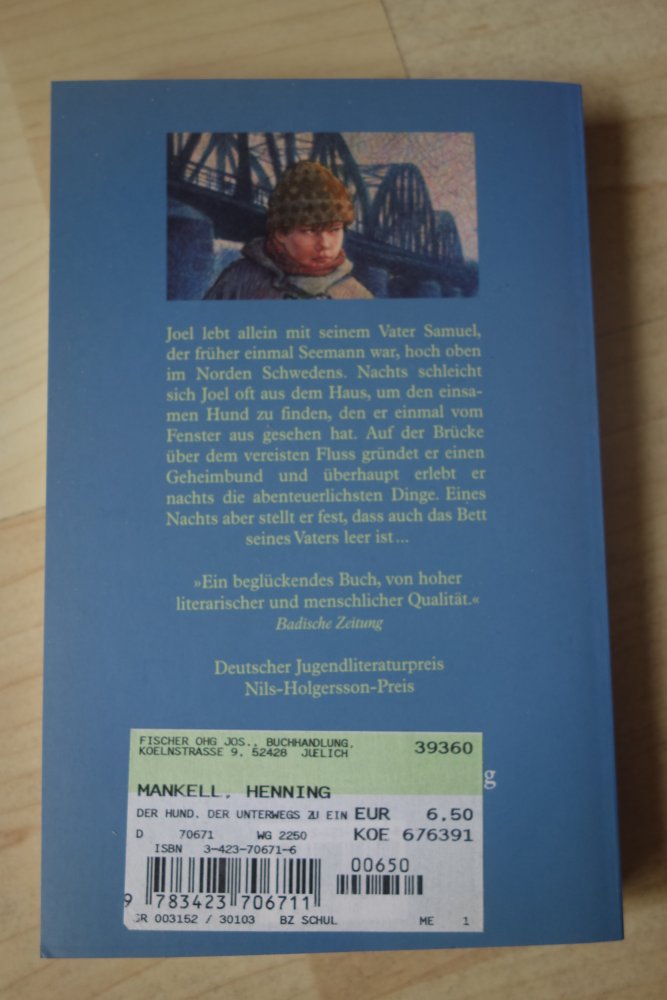 Joel lebt allein mit seinem Vater Samuel,
der früher einmal Seemann war, hoch oben
im Norden Schwedens. Nachts schleicht
sich Joel oft aus dem Haus, um den einsa-
men Hund zu finden, den er einmal vom
Fenster aus gesehen hat. Auf der Brücke
über dem vereisten Fluss gründet er einen
Geheimbund und überhaupt erlebt er
nachts die abenteuerlichsten Dinge. Eines
Nachts aber stellt er fest, dass auch das Bett
seines Vaters leer ist ...
»Ein beglückendes Buch, von hoher
literarischer und menschlicher Qualität.«
Badische Zeitung
Deutscher Jugendliteraturpreis
Nils-Holgersson-Preis
FISCHER OHG JOS., BUCHHANDLUNG,
KOELNSTRASSE 9, 52428 JUELICH 39360
g
MANKELL, HENNING
DER HUND, DER UNTERWEGS ZU EIN EUR 6,50
D 70671 WG 2250 KOE 676391
ISBN 3-423-70671-6
00650
9 783423 706711
GR 003152 / 30103 BZ SCHUL ME 1